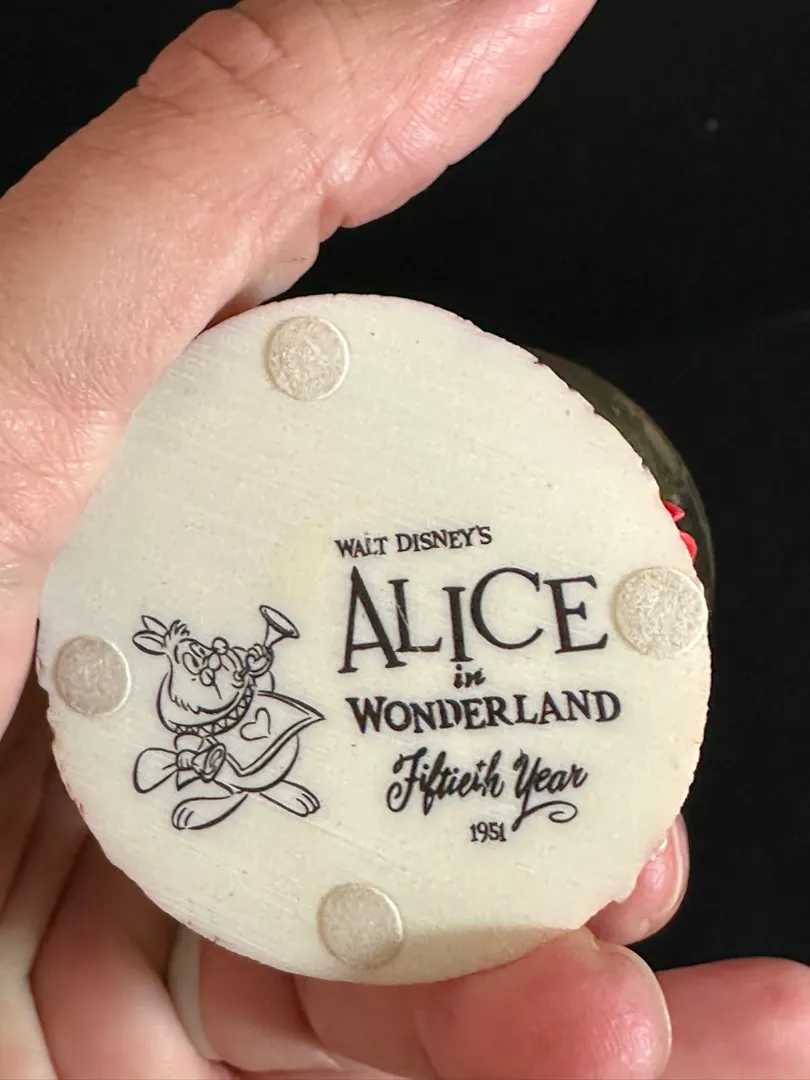 WALT DISNEY'S
ALICE
in
WONDERLAND
Fiftieth Year
1951